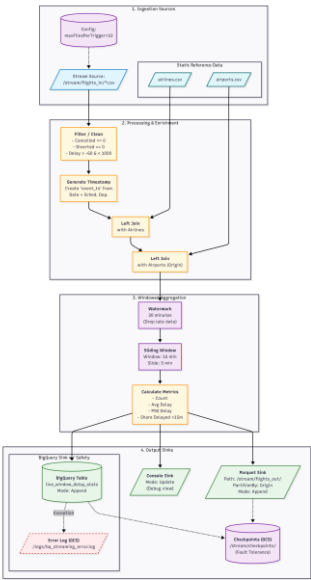 1. Ingestion Sources
Config:
maxFilesPerTrigger=10
Stream Source:
/stream/flights_in/*csv
Static Reference Data
airlines.csv
airports.csv
2. Processing & Enrichment
Filter / Clean
- Cancelled == 0
- Diverted == 0
- Delay > -60 & < 1000
Generate Timestamp
Create 'event_ts' from
Date + Sched. Dep.
Left Join
with Airlines
Left Join
with Airports (Origin)
3. Windowed Aggregation
Watermark
30 minutes
(Drop late data)
Sliding Window
Window: 15 min
Slide: 5 min
Calculate Metrics
- Count
- Avg Delay
- P90 Delay
- Share Delayed >15m
4. Output Sinks
BigQuery Sink w/ Safety
BigQuery Table
Mode: Append
Exception
Error Log (GCS)
/logs/bq_streaming_error.log
Console Sink
Mode: Update
(Debug view)
Parquet Sink
Path: /stream/flights_out/
PartitionBy: Origin
Mode: Append
Checkpoints (GCS)
/stream/checkpoints/
(Fault Tolerance)